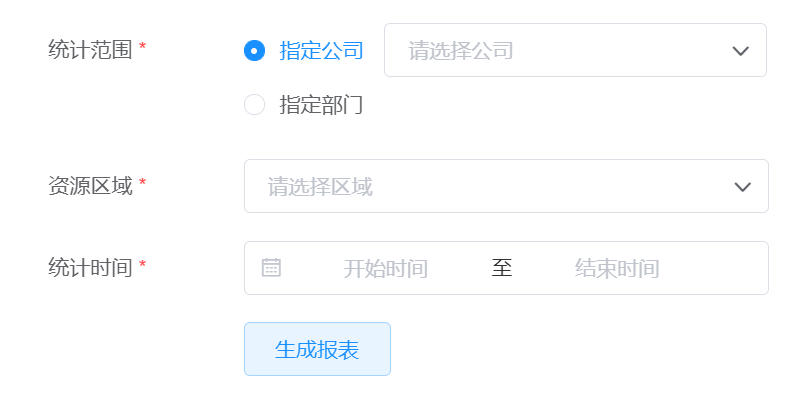 统计范围 * 指定公司 请选择公司
指定部门
资源区域 * 请选择区域
统计时间 * 开始时间 至 结束时间
生成报表